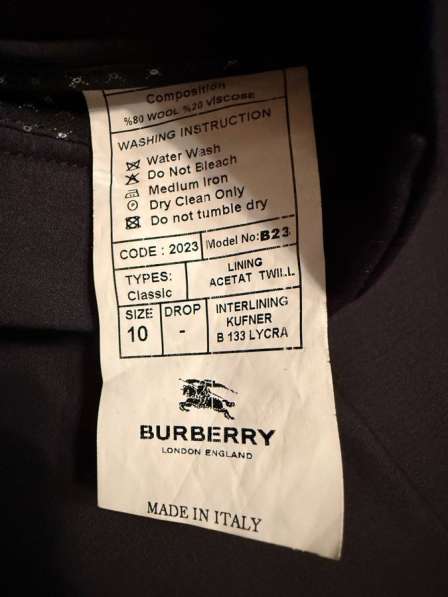 Composition
%80 WOOL %20 VISCOSE
WASHING INSTRUCTION
Water Wash
Do Not Bleach
Medium Iron
Dry Clean Only
Do not tumble dry
CODE : 2023 Model No: B23
TYPES: Classic
LINING
ACETAT TWILL
SIZE 10
DROP -
INTERLINING
KUFNER
B 133 LYCRA
BURBERRY
LONDON ENGLAND
MADE IN ITALY